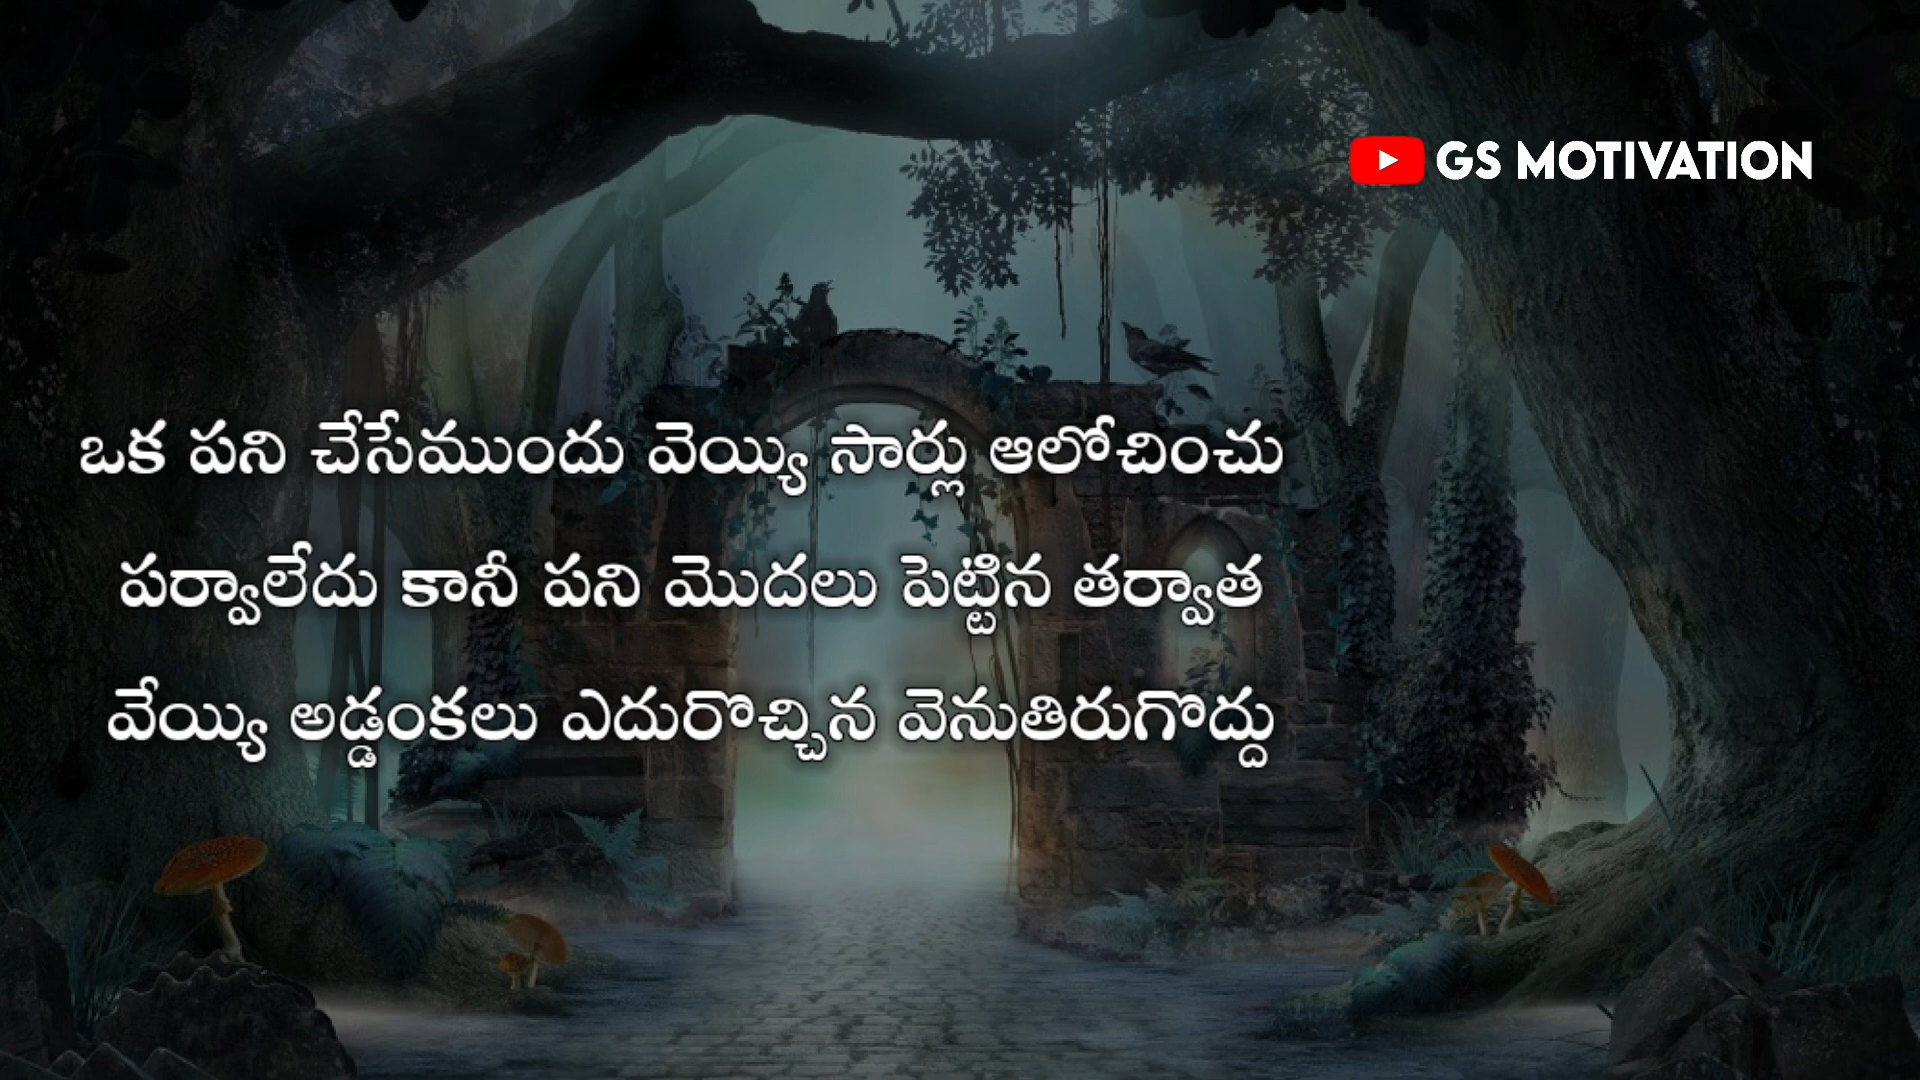 GS MOTIVATION
ఒక పని చేసేముందు వెయ్యి సార్లు ఆలోచించు
పర్వాలేదు కానీ పని మొదలు పెట్టిన తర్వాత
వేయ్యి అడ్డంకలు ఎదురొచ్చిన వెనుతిరుగొద్దు